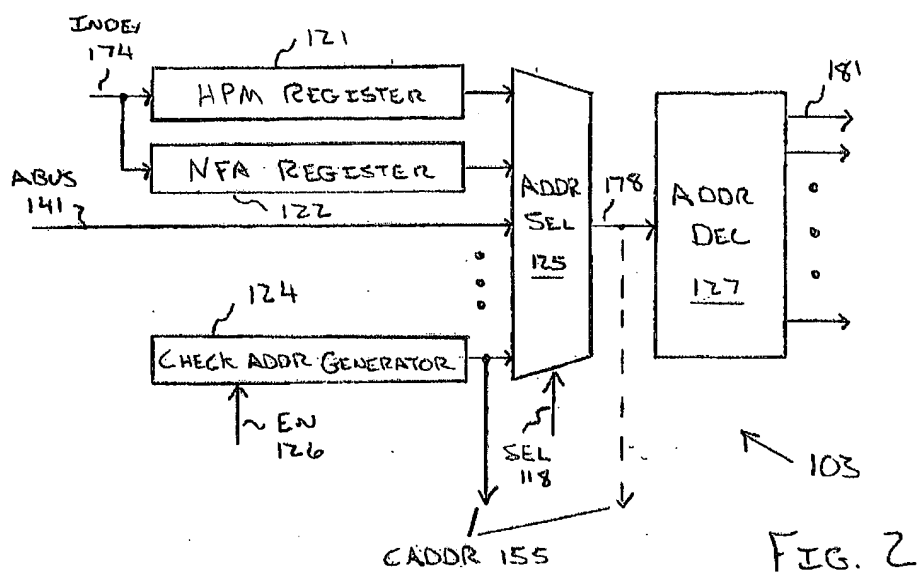 INDEX
174
121
HPM REGISTER
NFA REGISTER
122
ABUS
141
ADDR
SEL
125
178
ADDR
DEC
127
181
124
CHECK ADDR GENERATOR
EN
126
SEL
118
CADDR 155
103
FIG. 2